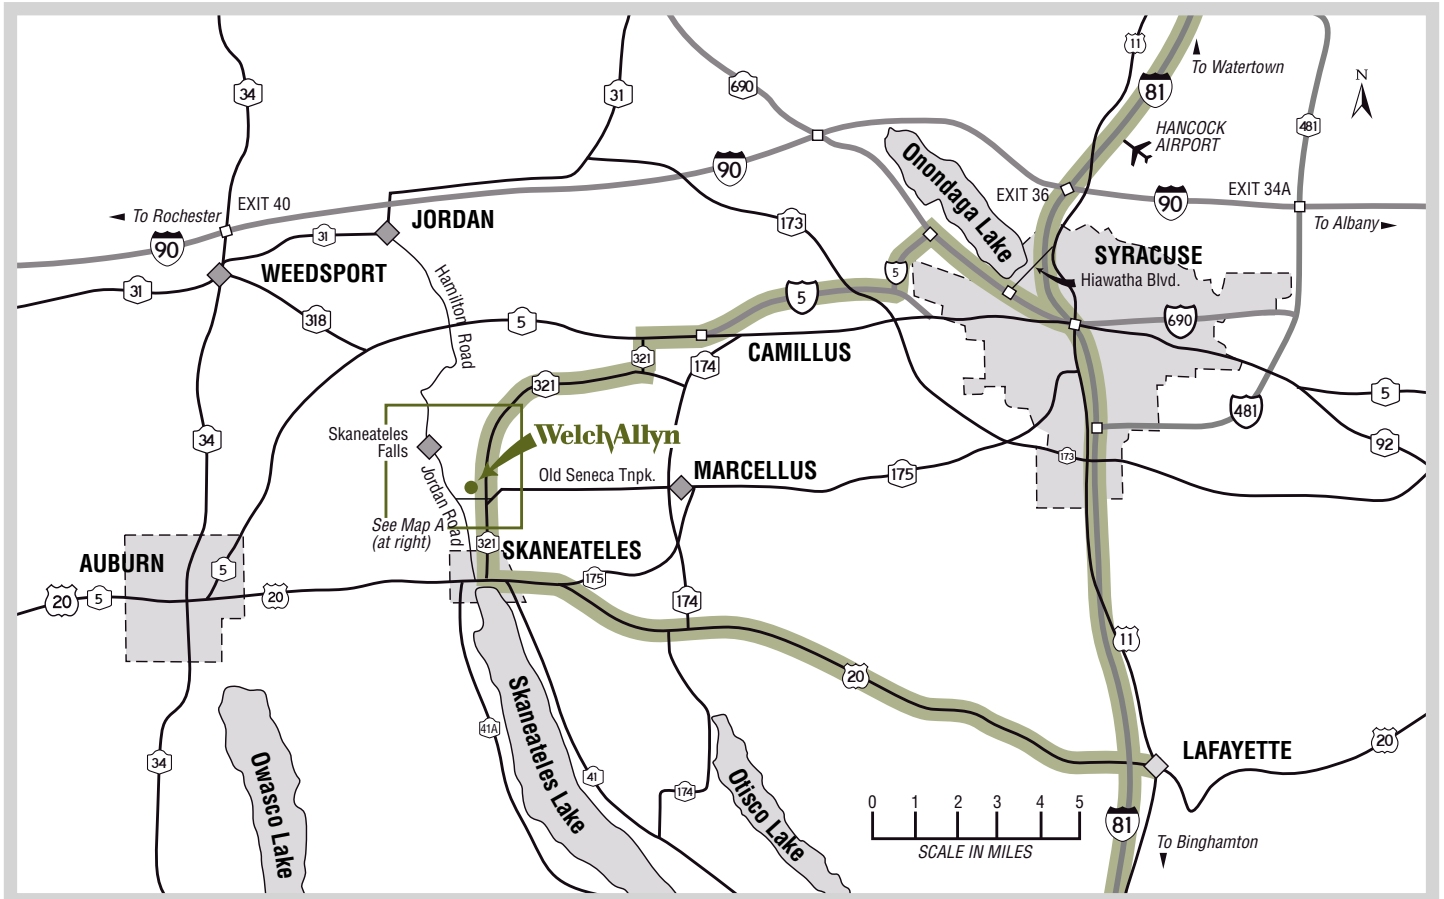 11
To Watertown
N
34
31
690
81
HANCOCK
AIRPORT
481
Onondaga Lake
90
EXIT 36
90
EXIT 34A
To Rochester
EXIT 40
JORDAN
173
To Albany
31
90
SYRACUSE
WEEDSPORT
5
Hiawatha Blvd.
31
Hamilton Road
5
318
5
690
321
CAMILLUS
174
321
5
481
Skaneateles
Falls
WelchAllyn
34
92
Old Seneca Tnpk.
MARCELLUS
175
173
Jordan Road
See Map A
(at right)
321
SKANEATELES
AUBURN
5
175
20
5
20
174
11
20
Skaneateles Lake
41A
LAFAYETTE
20
34
Owasco Lake
41
174
Otisco Lake
0 1 2 3 4 5
SCALE IN MILES
81
To Binghamton